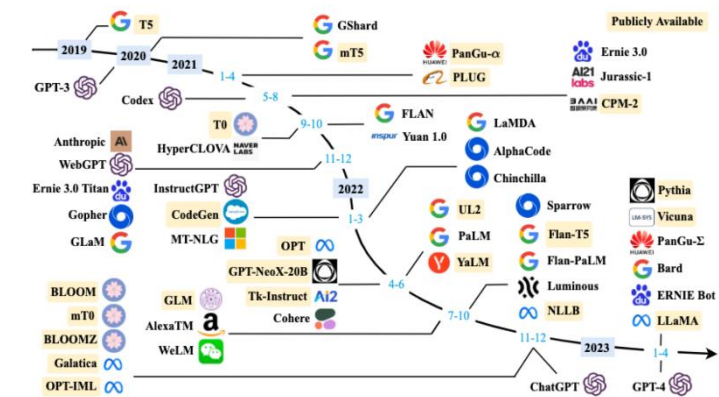 Publicly Available
2019
T5
2020
GShard
mT5
2021
GPT-3
1-4
PanGu-α
HUAWEI
PLUG
Ernie 3.0
AI21 labs
Jurassic-1
BAAI
CPM-2
Codex
5-8
T0
HyperCLOVA
NAVER LABS
9-10
FLAN
inspur
Yuan 1.0
Anthropic
WebGPT
Ernie 3.0 Titan
Gopher
GLaM
11-12
2022
InstructGPT
CodeGen
MT-NLG
1-3
LaMDA
AlphaCode
Chinchilla
OPT
GPT-NeoX-20B
Tk-Instruct
Ai2
Cohere
4-6
UL2
PaLM
YaLM
GLM
AlexaTM
WeLM
7-10
Sparrow
Flan-T5
Flan-PaLM
Luminous
NLLB
BLOOM
mT0
BLOOMZ
Galatica
OPT-IML
11-12
ChatGPT
2023
1-4
GPT-4
Pythia
LM-SYS
Vicuna
HUAWEI
PanGu-Σ
Bard
ERNIE Bot
LLaMA